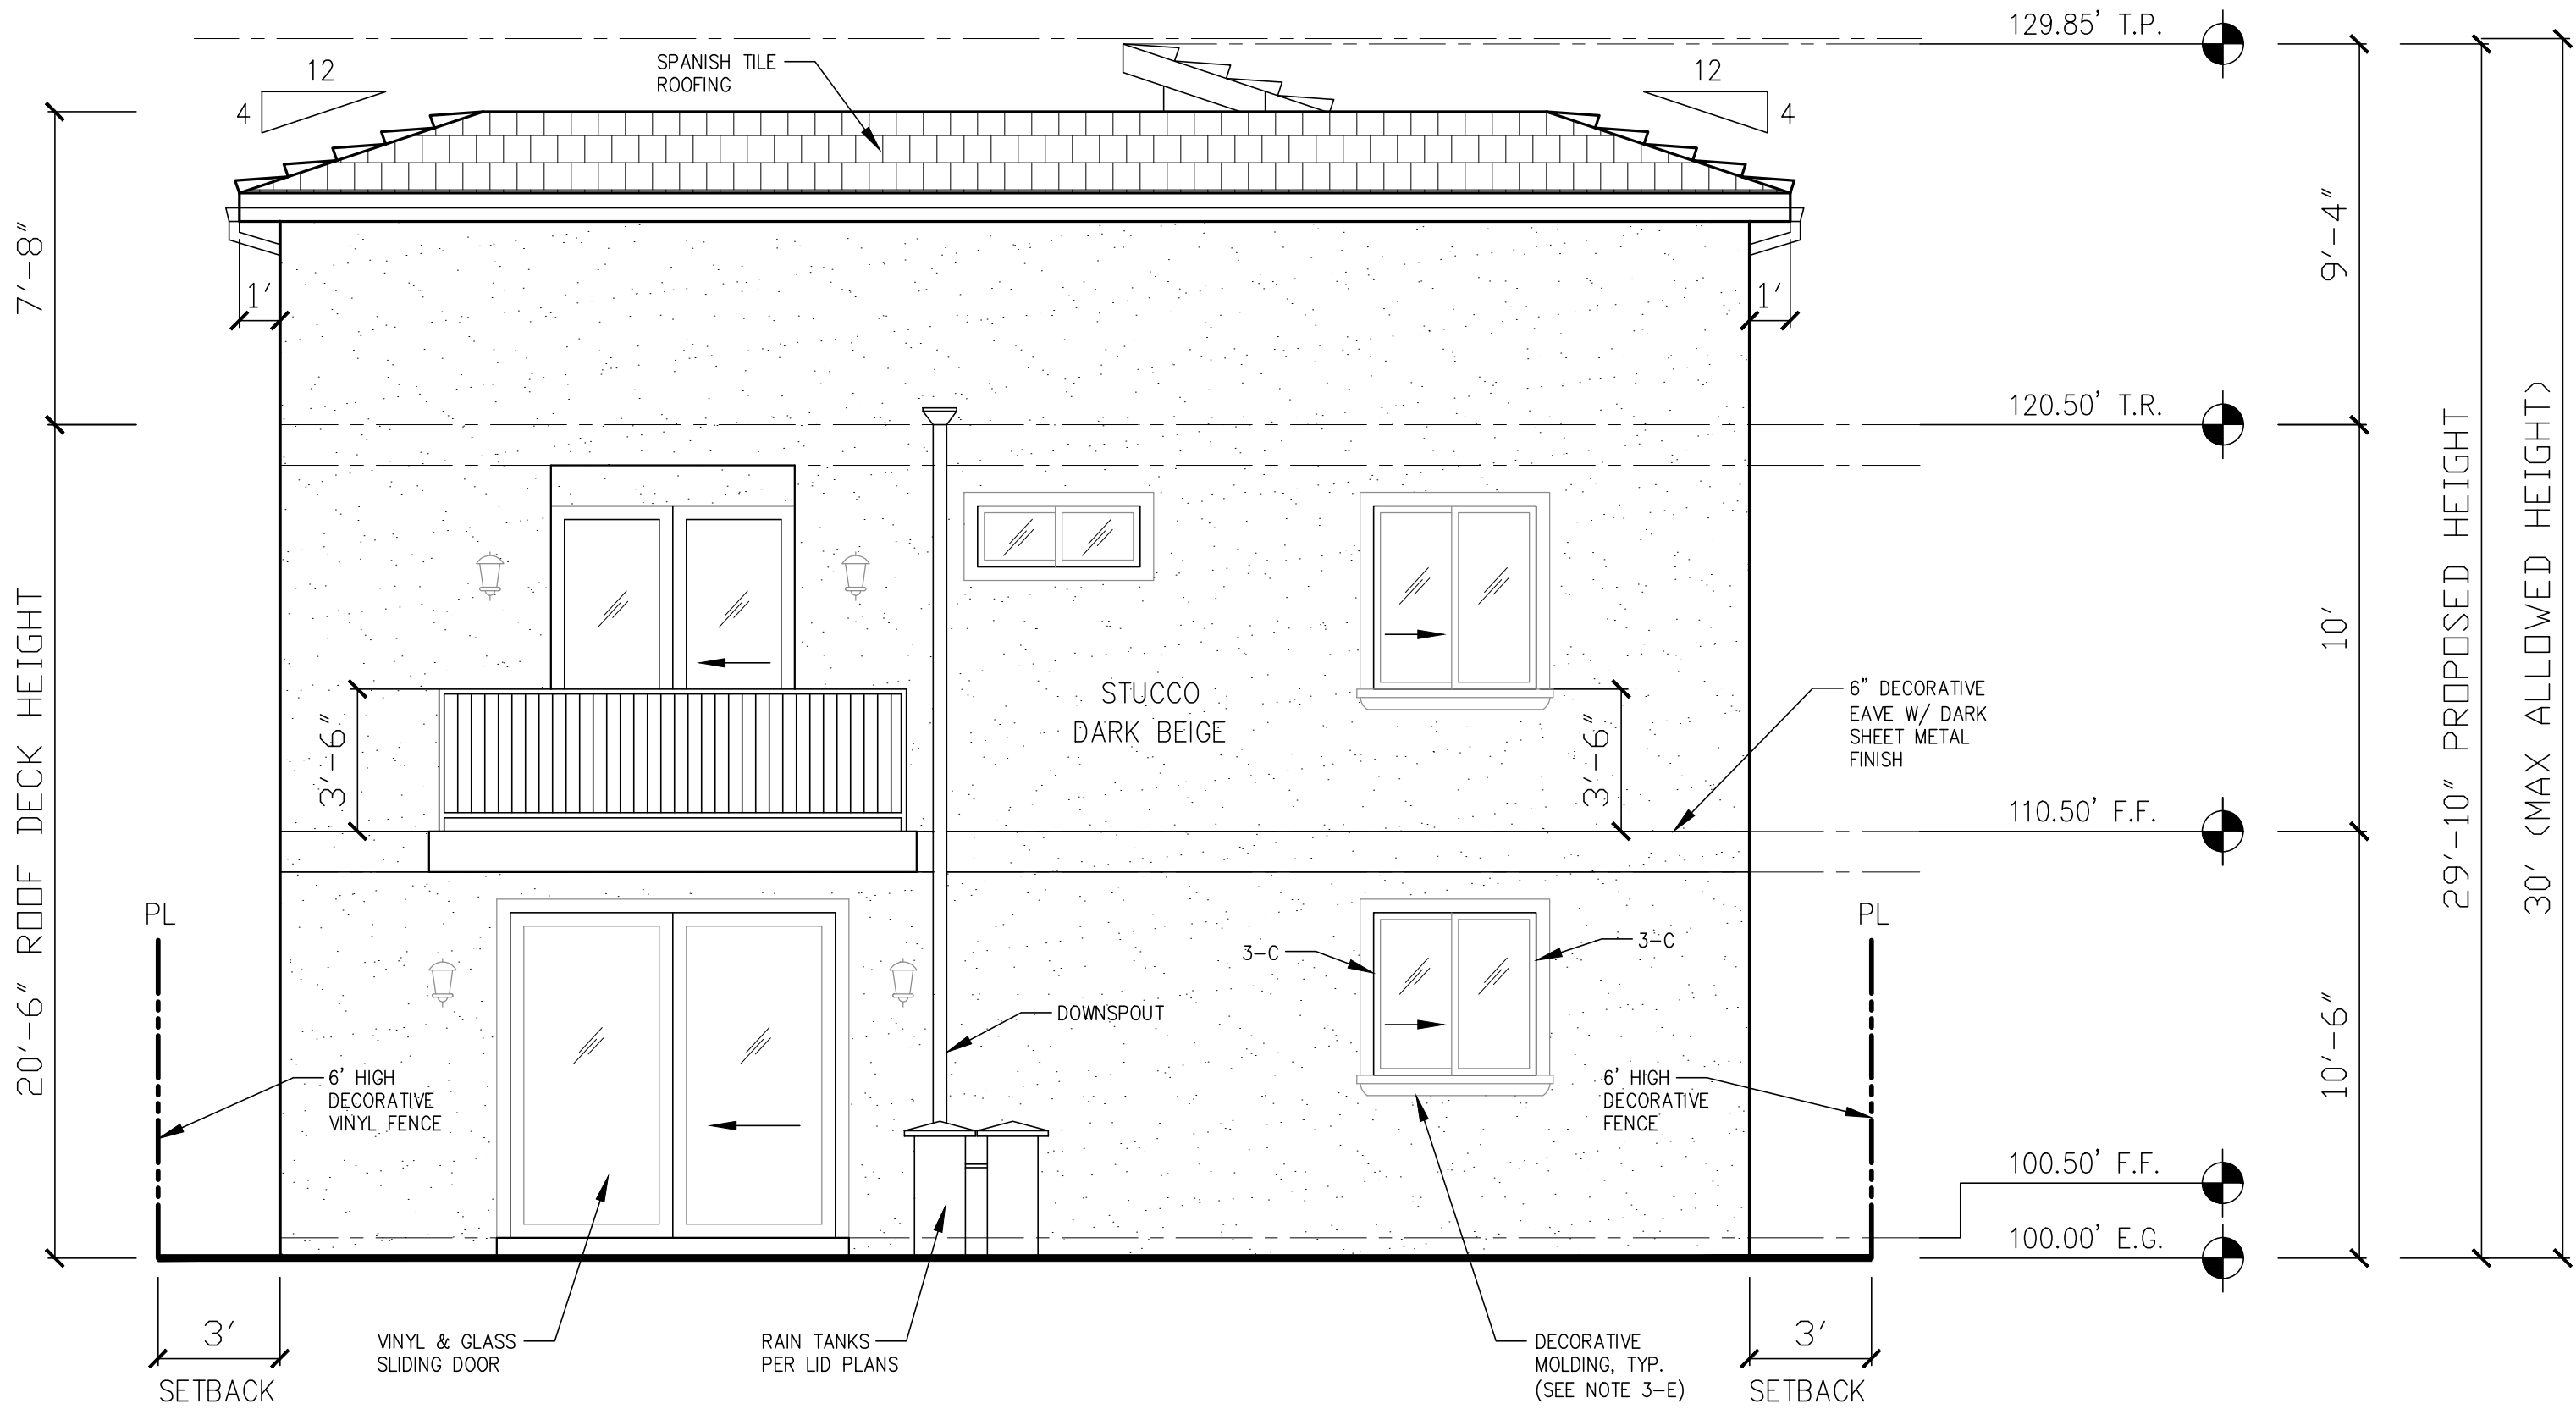 129.85' T.P.
SPANISH TILE
ROOFING
12
4
12
4
7'-8"
9'-4"
1'
1'
120.50' T.R.
20'-6" ROOF DECK HEIGHT
29'-10" PROPOSED HEIGHT
30' (MAX ALLOWED HEIGHT)
10'
STUCCO
DARK BEIGE
3'-6"
3'-6"
6" DECORATIVE
EAVE W/ DARK
SHEET METAL
FINISH
110.50' F.F.
PL
PL
3-C
3-C
DOWNSPOUT
10'-6"
6' HIGH
DECORATIVE
VINYL FENCE
6' HIGH
DECORATIVE
FENCE
100.50' F.F.
100.00' E.G.
3'
SETBACK
VINYL & GLASS
SLIDING DOOR
RAIN TANKS
PER LID PLANS
DECORATIVE
MOLDING, TYP.
(SEE NOTE 3-E)
3'
SETBACK